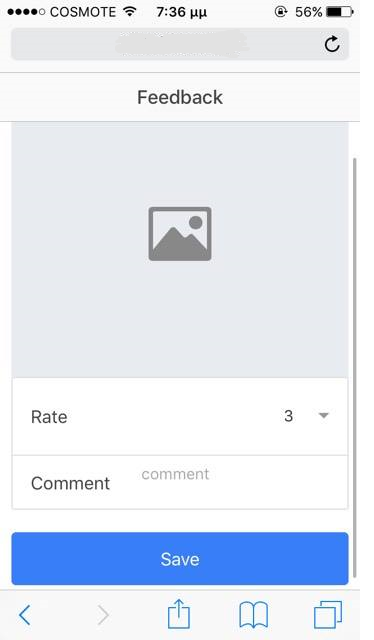 COSMOTE 7:36 μμ 56%
Feedback
Rate 3
Comment comment
Save